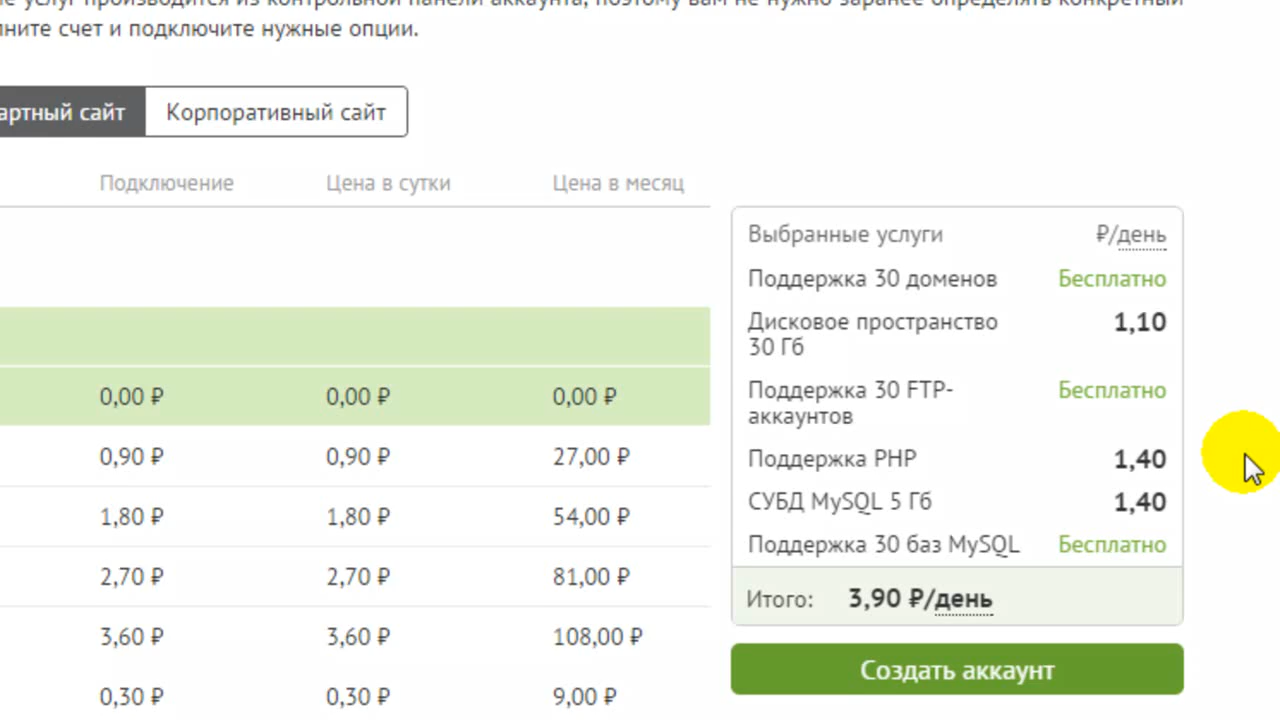 услуг производится из контрольной панели аккаунта, поэтому вам не нужно заранее определять конкретный
счет и подключите нужные опции.
сайт Корпоративный сайт
Подключение Цена в сутки Цена в месяц
Выбранные услуги ₽/день
Поддержка 30 доменов Бесплатно
Дисковое пространство 1,10
30 Гб
Поддержка 30 FTP- Бесплатно
аккаунтов
0,00 ₽ 0,00 ₽ 0,00 ₽
0,90 ₽ 0,90 ₽ 27,00 ₽
Поддержка PHP 1,40
1,80 ₽ 1,80 ₽ 54,00 ₽
СУБД MySQL 5 Гб 1,40
Поддержка 30 баз MySQL Бесплатно
2,70 ₽ 2,70 ₽ 81,00 ₽
Итого: 3,90 ₽/день
3,60 ₽ 3,60 ₽ 108,00 ₽
Создать аккаунт
0,30 ₽ 0,30 ₽ 9,00 ₽